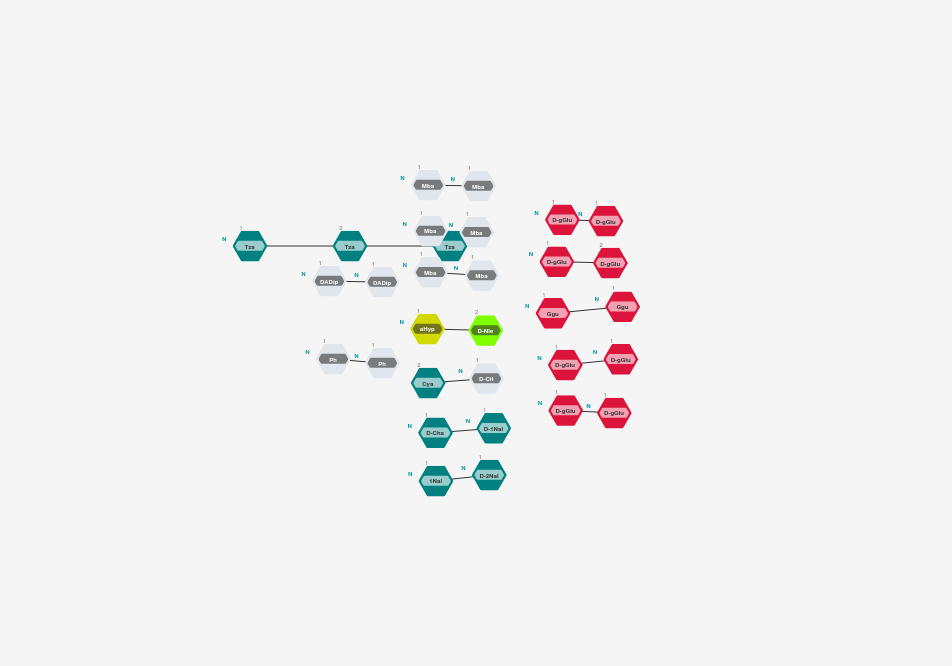 1 1
N Mba N Mba
1 1
N Mba N Mba
1 1
N Mba N Mba
1 2
N Tza Tza Tza
1 1
N DADip N DADip
1 2
N aHyp D-Nle
1 1
N Ph N Ph
2 1
Cya N D-Cit
1 1
N D-Cha N D-1Nal
1 1
N 1Nal N D-2Nal
1 1
N D-gGlu N D-gGlu
1 2
N D-gGlu D-gGlu
1 1
N Ggu N Ggu
1 1
N D-gGlu N D-gGlu
1 1
N D-gGlu N D-gGlu